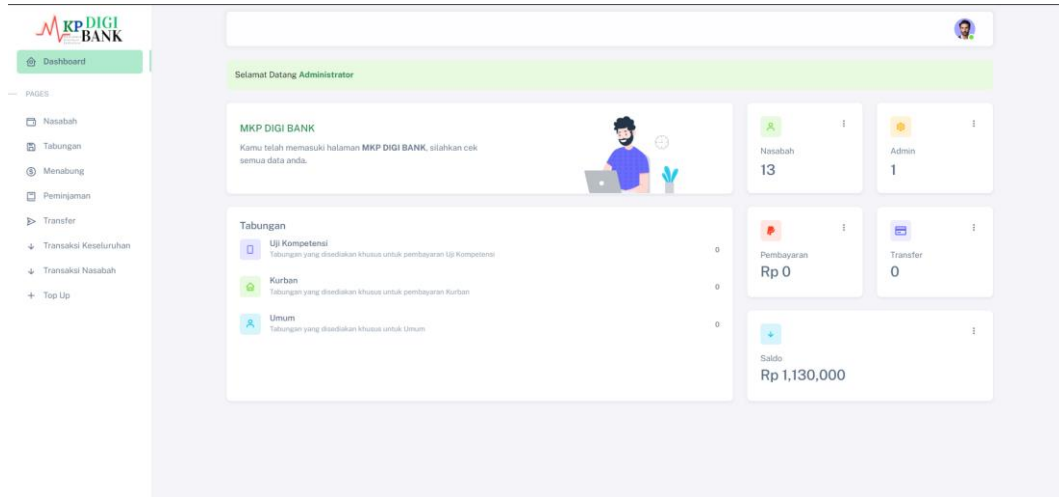 KP DIGI
BANK
Dashboard
PAGES
Nasabah
Tabungan
Menabung
Peminjaman
Transfer
Transaksi Keseluruhan
Transaksi Nasabah
Top Up
Selamat Datang Administrator
MKP DIGI BANK
Kamu telah memasuki halaman MKP DIGI BANK, silahkan cek
semua data anda.
Nasabah
13
Admin
1
Tabungan
Uji Kompetensi
Tabungan yang disediakan khusus untuk pembayaran Uji Kompetensi
0
Kurban
Tabungan yang disediakan khusus untuk pembayaran Kurban
0
Umum
Tabungan yang disediakan khusus untuk Umum
0
Pembayaran
Rp 0
Transfer
0
Saldo
Rp 1,130,000